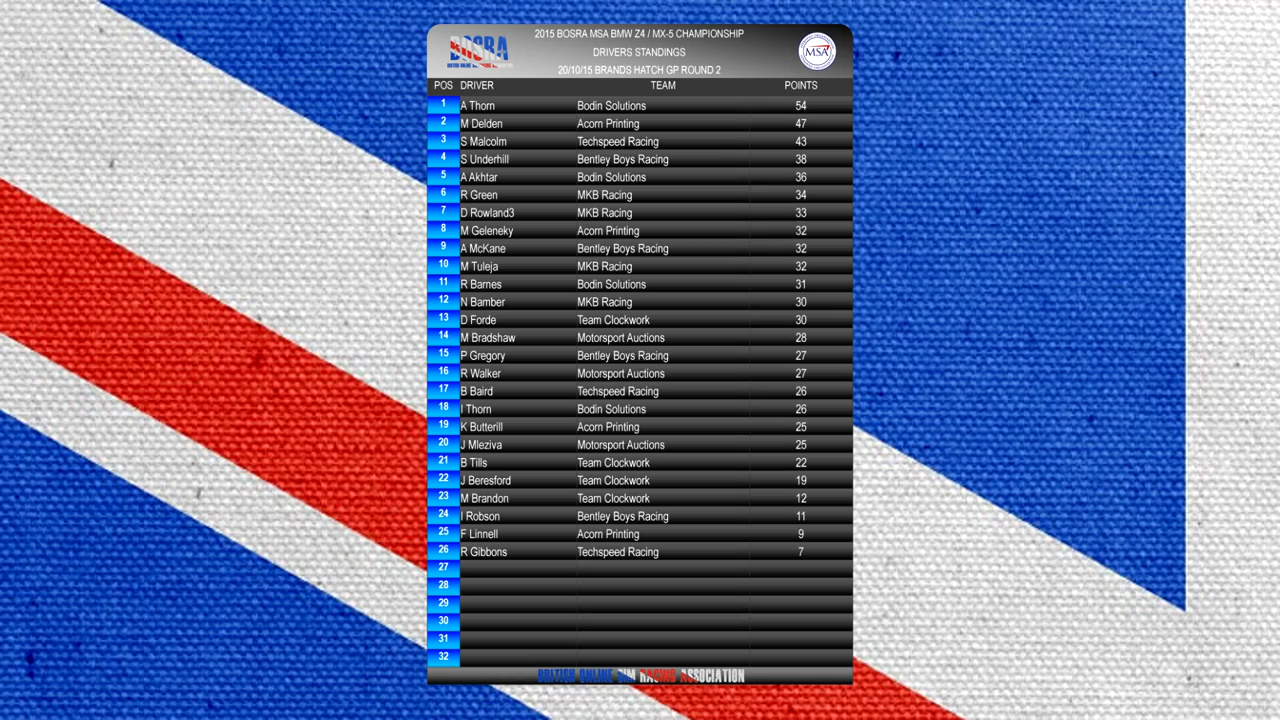 2015 BOSRA MSA BMW Z4 / MX-5 CHAMPIONSHIP
BOSRA
DRIVERS STANDINGS
MSA
20/10/15 BRANDS HATCH GP ROUND 2
POS DRIVER TEAM POINTS
1 A Thorn Bodin Solutions 54
2 M Delden Acorn Printing 47
3 S Malcolm Techspeed Racing 43
4 S Underhill Bentley Boys Racing 38
5 A Akhtar Bodin Solutions 36
6 R Green MKB Racing 34
7 D Rowland3 MKB Racing 33
8 M Geleneky Acorn Printing 32
9 A McKane Bentley Boys Racing 32
10 M Tuleja MKB Racing 32
11 R Barnes Bodin Solutions 31
12 N Bamber MKB Racing 30
13 D Forde Team Clockwork 30
14 M Bradshaw Motorsport Auctions 28
15 P Gregory Bentley Boys Racing 27
16 R Walker Motorsport Auctions 27
17 B Baird Techspeed Racing 26
18 I Thorn Bodin Solutions 26
19 K Butterill Acorn Printing 25
20 J Mleziva Motorsport Auctions 25
21 B Tills Team Clockwork 22
22 J Beresford Team Clockwork 19
23 M Brandon Team Clockwork 12
24 I Robson Bentley Boys Racing 11
25 F Linnell Acorn Printing 9
26 R Gibbons Techspeed Racing 7
27
28
29
30
31
32
BRITISH ONLINE SIM RACING ASSOCIATION